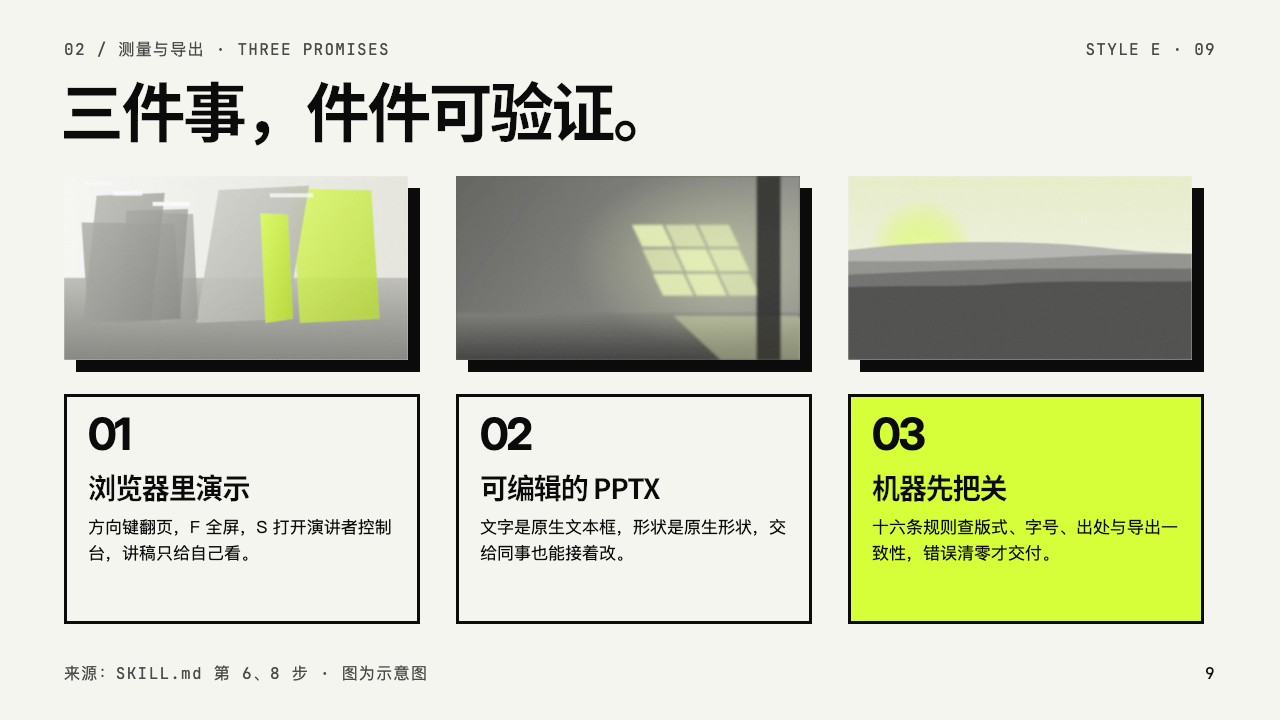 02 / 测量与导出 · THREE PROMISES
STYLE E · 09
三件事，件件可验证。
01
浏览器里演示
方向键翻页，F 全屏，S 打开演讲者控制
台，讲稿只给自己看。
02
可编辑的 PPTX
文字是原生文本框，形状是原生形状，交
给同事也能接着改。
03
机器先把关
十六条规则查版式、字号、出处与导出一
致性，错误清零才交付。
来源：SKILL.md 第 6、8 步 · 图为示意图
9